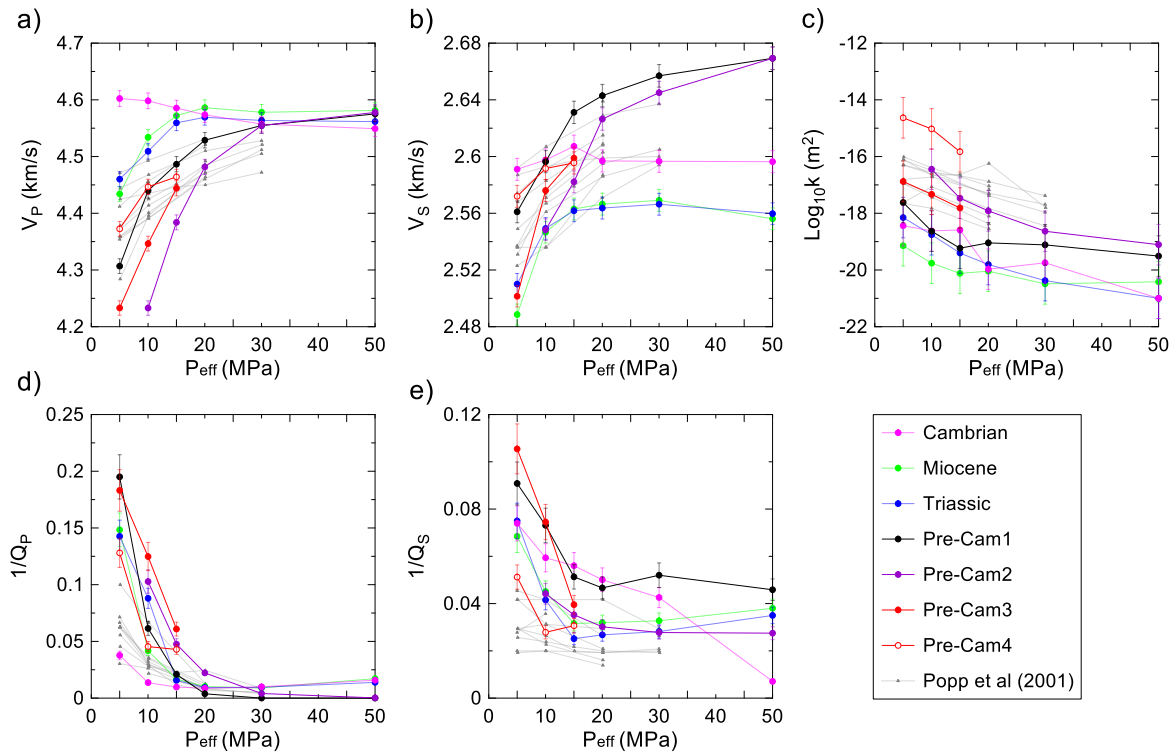 a)
b)
c)
4.7
4.6
4.5
4.4
4.3
4.2
VP (km/s)
0 10 20 30 40 50
Peff (MPa)
2.68
2.64
2.6
2.56
2.52
2.48
VS (km/s)
0 10 20 30 40 50
Peff (MPa)
-12
-14
-16
-18
-20
-22
Log10k (m2)
0 10 20 30 40 50
Peff (MPa)
d)
e)
0.25
0.2
0.15
0.1
0.05
0
1/QP
0 10 20 30 40 50
Peff (MPa)
0.12
0.08
0.04
0
1/QS
0 10 20 30 40 50
Peff (MPa)
Cambrian
Miocene
Triassic
Pre-Cam1
Pre-Cam2
Pre-Cam3
Pre-Cam4
Popp et al (2001)